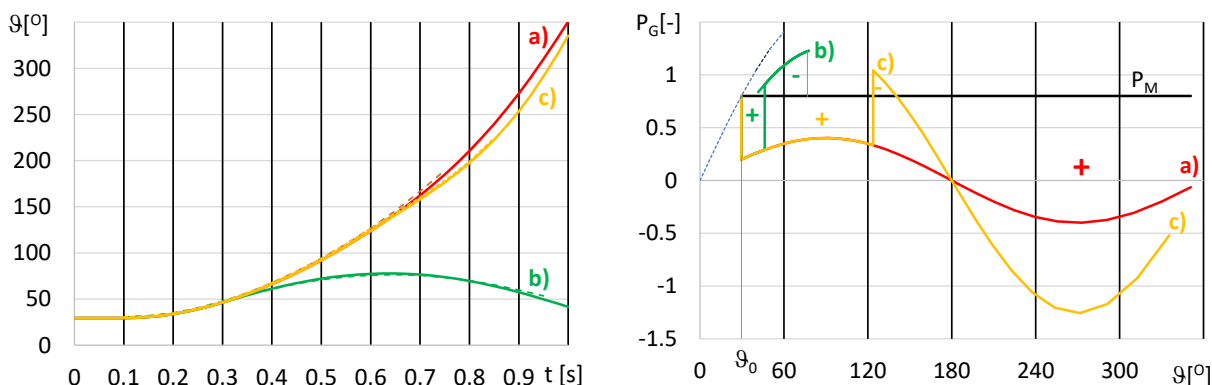 ϑ[O]
300
250
200
150
100
50
0
0 0.1 0.2 0.3 0.4 0.5 0.6 0.7 0.8 0.9 t [s]
a)
c)
b)
PG[-]
1
0.5
0
-0.5
-1
-1.5
0 60 120 180 240 300 ϑ[O]
ϑ0
b)
-
c)
-
PM
+
+
+
a)
c)